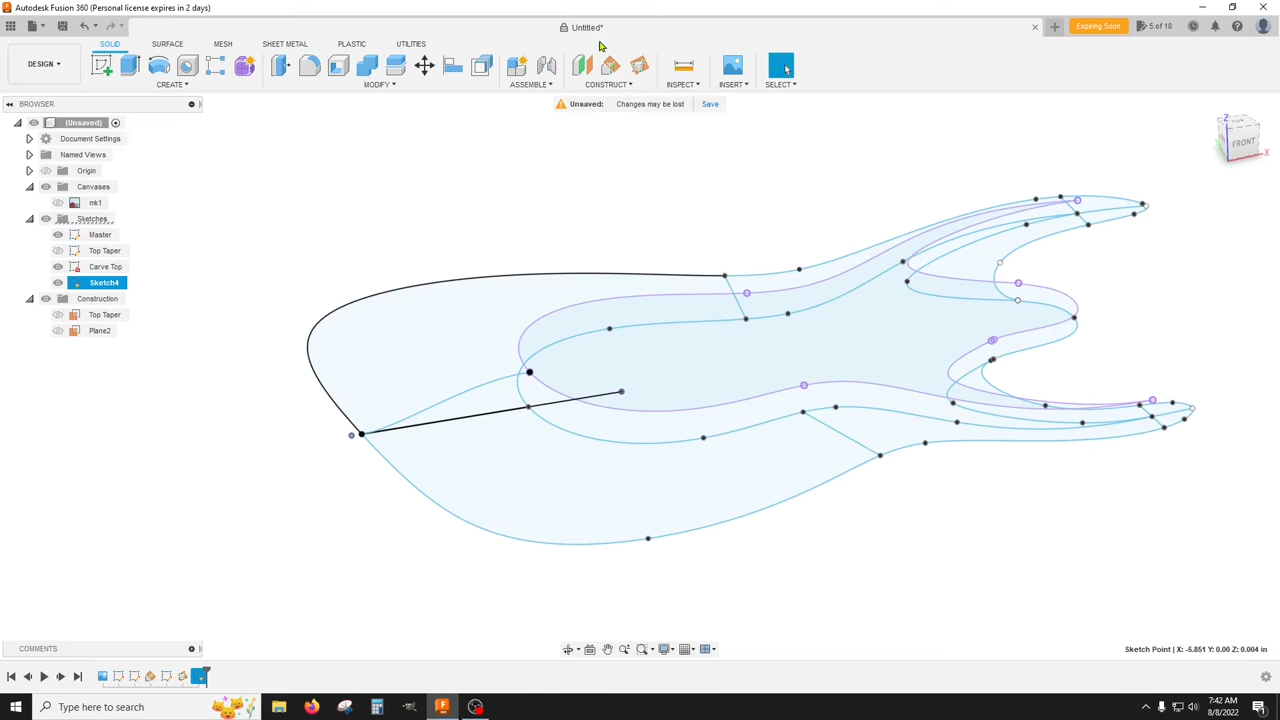 Autodesk Fusion 360 (Personal license expires in 2 days)
Untitled*
Expiring Soon
5 of 10
DESIGN
SOLID
SURFACE
MESH
SHEET METAL
PLASTIC
UTILITIES
CREATE
MODIFY
ASSEMBLE
CONSTRUCT
INSPECT
INSERT
SELECT
BROWSER
Unsaved: Changes may be lost Save
(Unsaved)
Document Settings
Named Views
Origin
Canvases
mk1
Sketches
Master
Top Taper
Carve Top
Sketch4
Construction
Top Taper
Plane2
Z
FRONT
X
COMMENTS
Sketch Point | X: -5.851 Y: 0.00 Z: 0.004 in
Type here to search
7:42 AM
8/8/2022
1